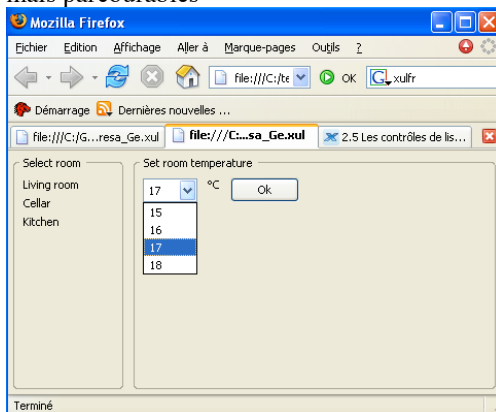 mais parcourables
Mozilla Firefox
Fichier Edition Affichage Aller à Marque-pages Outils ?
file:///C:/te OK G xulfr
Démarrage Dernières nouvelles ...
file:///C:/G...resa_Ge.xul file:///C:...sa_Ge.xul 2.5 Les contrôles de lis...
Select room Set room temperature
Living room 17 °C Ok
Cellar 15
Kitchen 16
17
18
Terminé